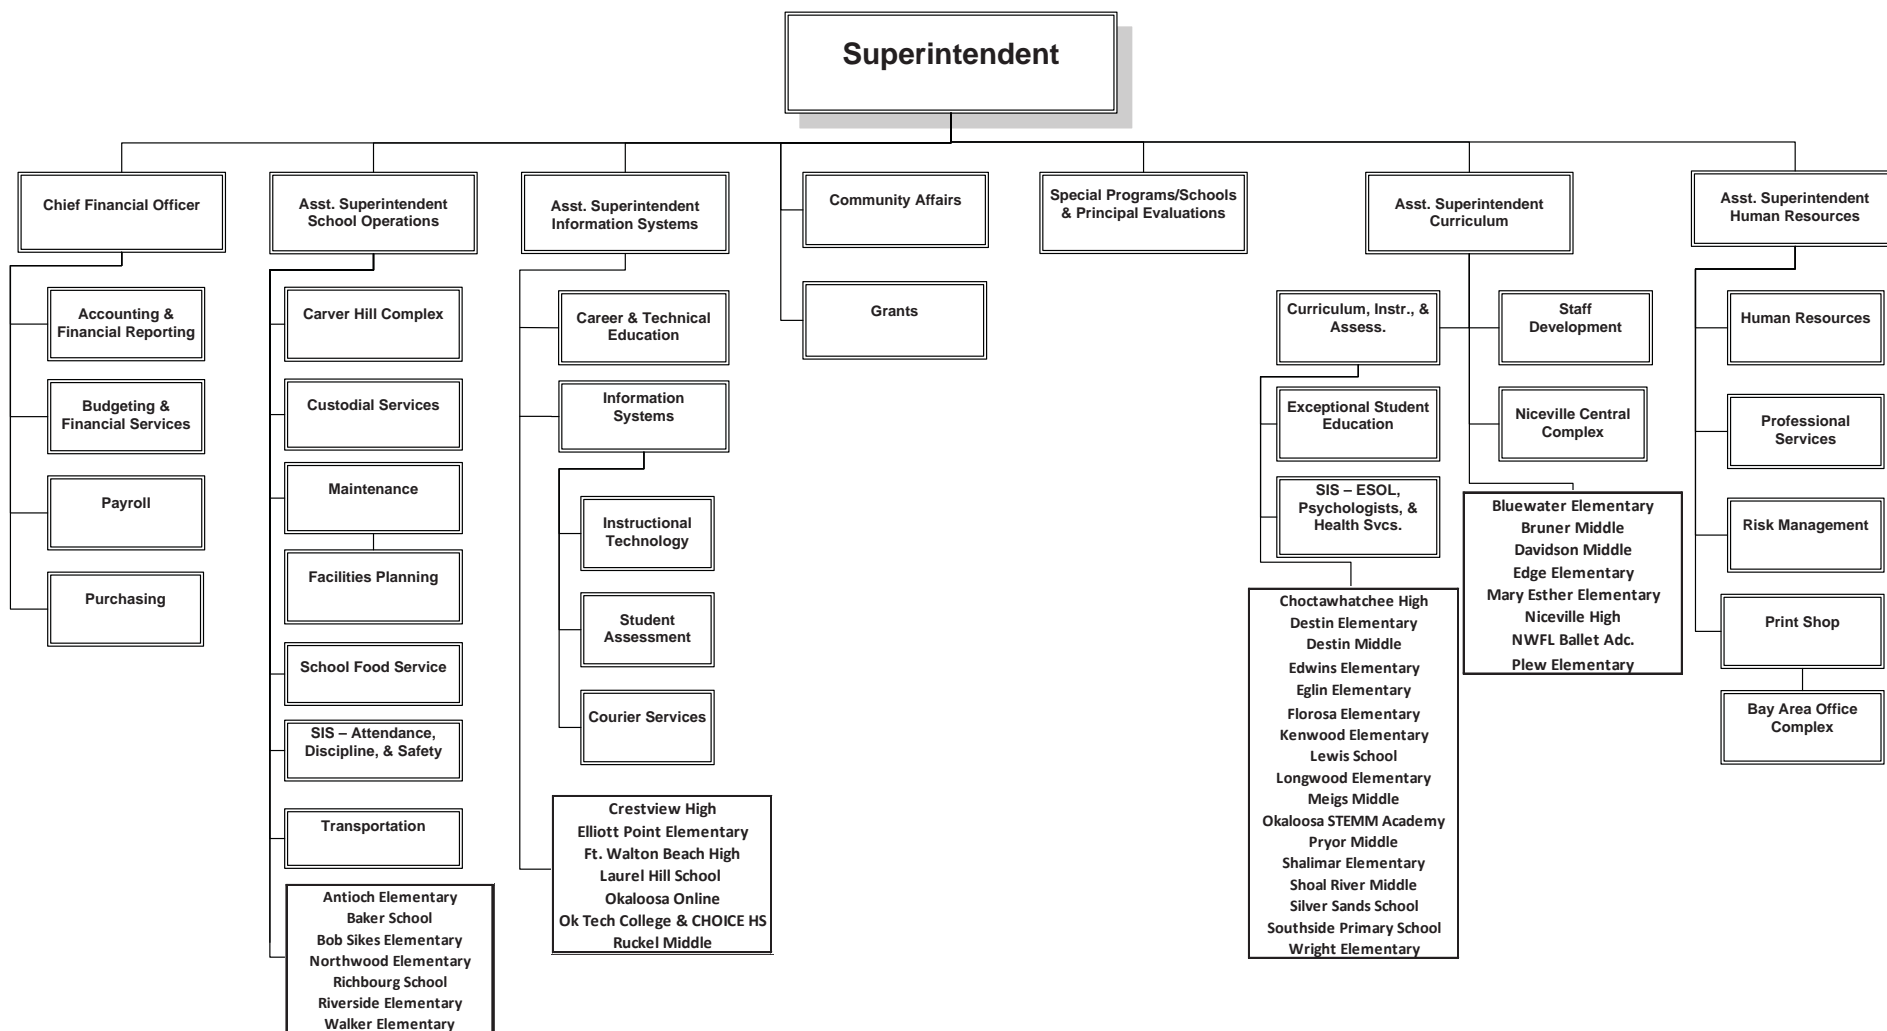 Superintendent
Chief Financial Officer
Accounting &
Financial Reporting
Budgeting &
Financial Services
Payroll
Purchasing
Asst. Superintendent
School Operations
Carver Hill Complex
Custodial Services
Maintenance
Facilities Planning
School Food Service
SIS – Attendance,
Discipline, & Safety
Transportation
Antioch Elementary
Baker School
Bob Sikes Elementary
Northwood Elementary
Richbourg School
Riverside Elementary
Walker Elementary
Asst. Superintendent
Information Systems
Career & Technical
Education
Information
Systems
Instructional
Technology
Student
Assessment
Courier Services
Crestview High
Elliott Point Elementary
Ft. Walton Beach High
Laurel Hill School
Okaloosa Online
Ok Tech College & CHOICE HS
Ruckel Middle
Community Affairs
Grants
Special Programs/Schools
& Principal Evaluations
Asst. Superintendent
Curriculum
Curriculum, Instr., &
Assess.
Exceptional Student
Education
SIS – ESOL,
Psychologists, &
Health Svcs.
Choctawhatchee High
Destin Elementary
Destin Middle
Edwins Elementary
Eglin Elementary
Florosa Elementary
Kenwood Elementary
Lewis School
Longwood Elementary
Meigs Middle
Okaloosa STEMM Academy
Pryor Middle
Shalimar Elementary
Shoal River Middle
Silver Sands School
Southside Primary School
Wright Elementary
Staff
Development
Niceville Central
Complex
Bluewater Elementary
Bruner Middle
Davidson Middle
Edge Elementary
Mary Esther Elementary
Niceville High
NWFL Ballet Adc.
Plew Elementary
Asst. Superintendent
Human Resources
Human Resources
Professional
Services
Risk Management
Print Shop
Bay Area Office
Complex